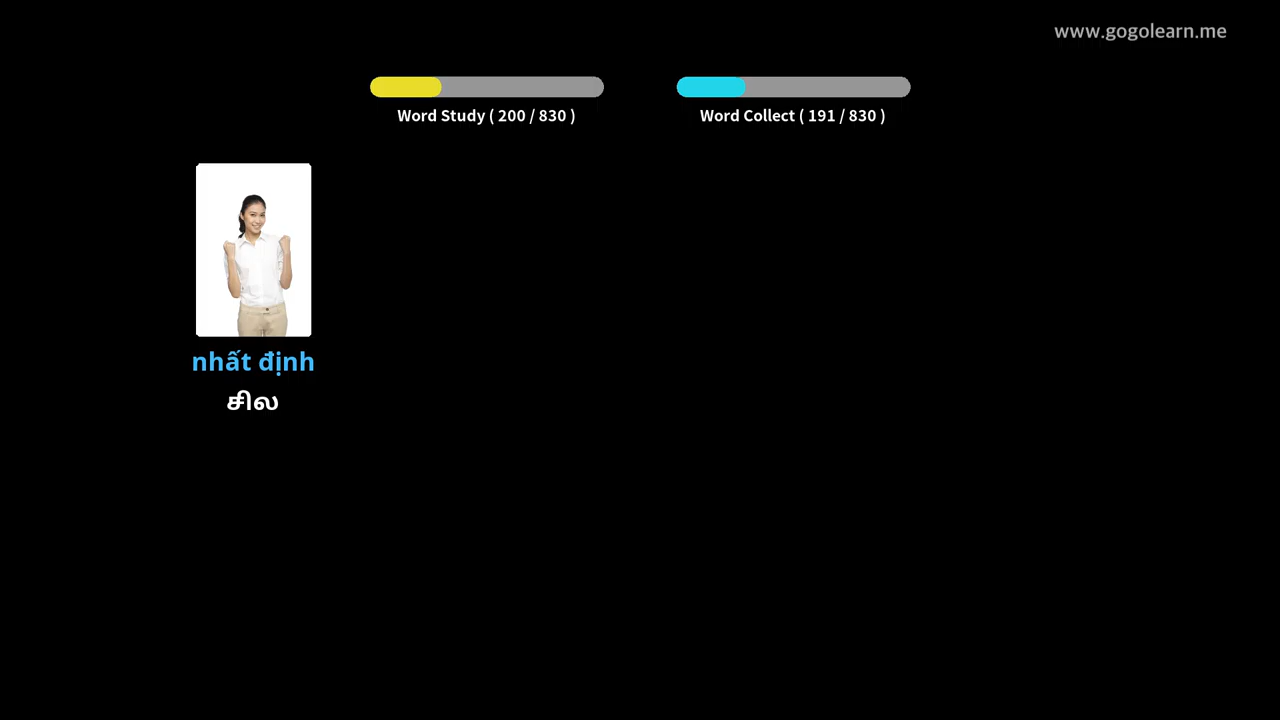 www.gogolearn.me
Word Study ( 200 / 830 )
Word Collect ( 191 / 830 )
nhất định
சில